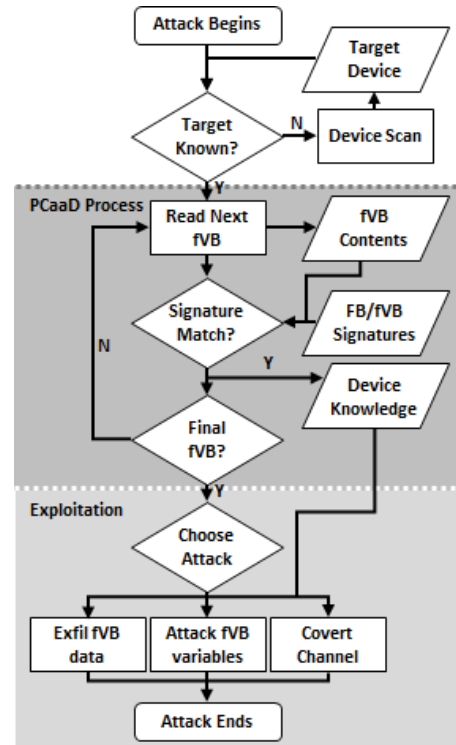 Attack Begins
Target
Device
Target
Known?
N
Device Scan
Y
PCaaD Process
Read Next
fVB
fVB
Contents
Signature
Match?
FB/fVB
Signatures
N
Y
Device
Knowledge
Final
fVB?
Y
Exploitation
Choose
Attack
Exfil fVB
data
Attack fVB
variables
Covert
Channel
Attack Ends